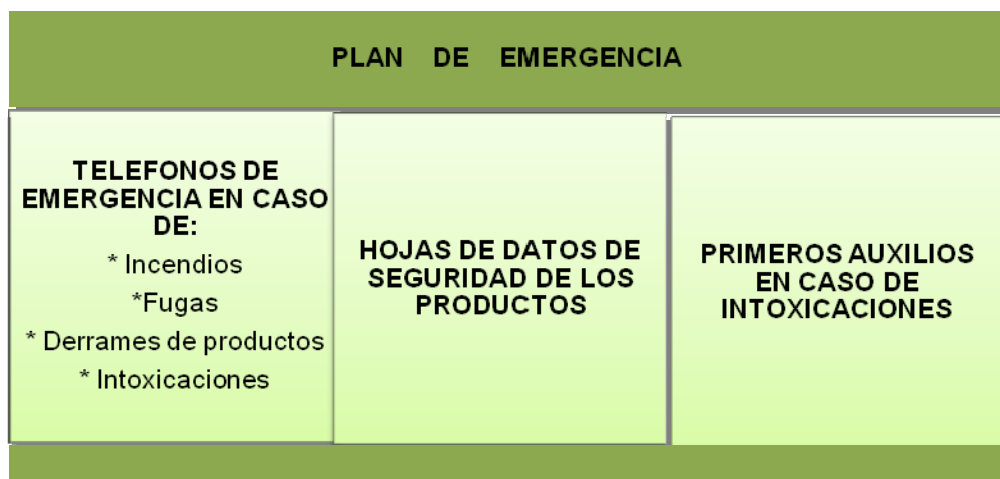 PLAN DE EMERGENCIA
TELEFONOS DE
EMERGENCIA EN CASO
DE:
* Incendios
*Fugas
* Derrames de productos
* Intoxicaciones
HOJAS DE DATOS DE
SEGURIDAD DE LOS
PRODUCTOS
PRIMEROS AUXILIOS
EN CASO DE
INTOXICACIONES